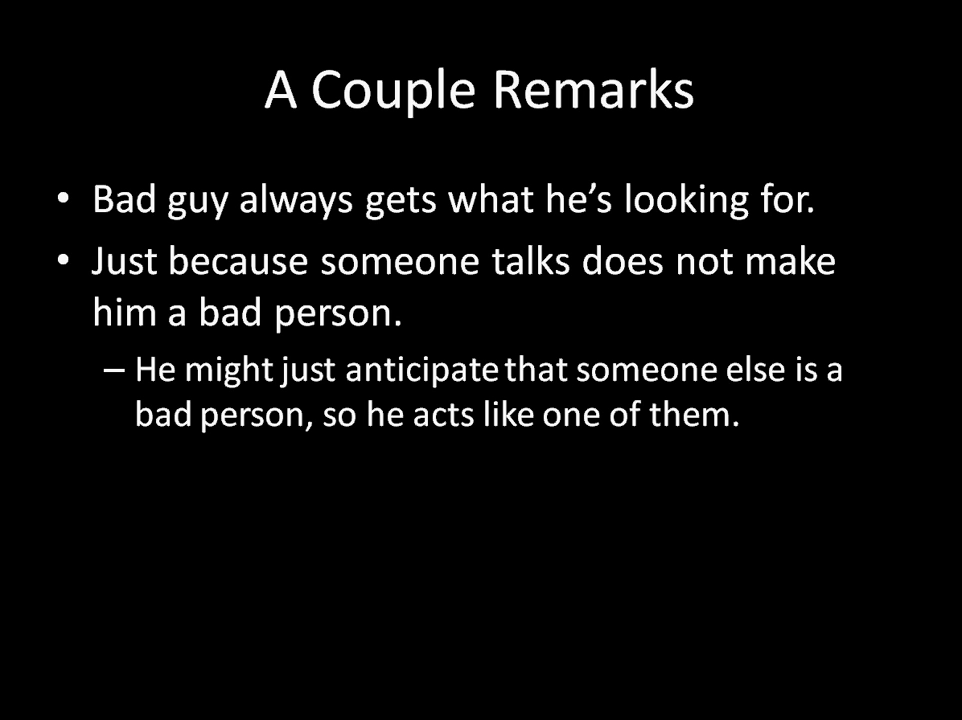 A Couple Remarks
• Bad guy always gets what he’s looking for.
• Just because someone talks does not make
him a bad person.
– He might just anticipate that someone else is a
bad person, so he acts like one of them.